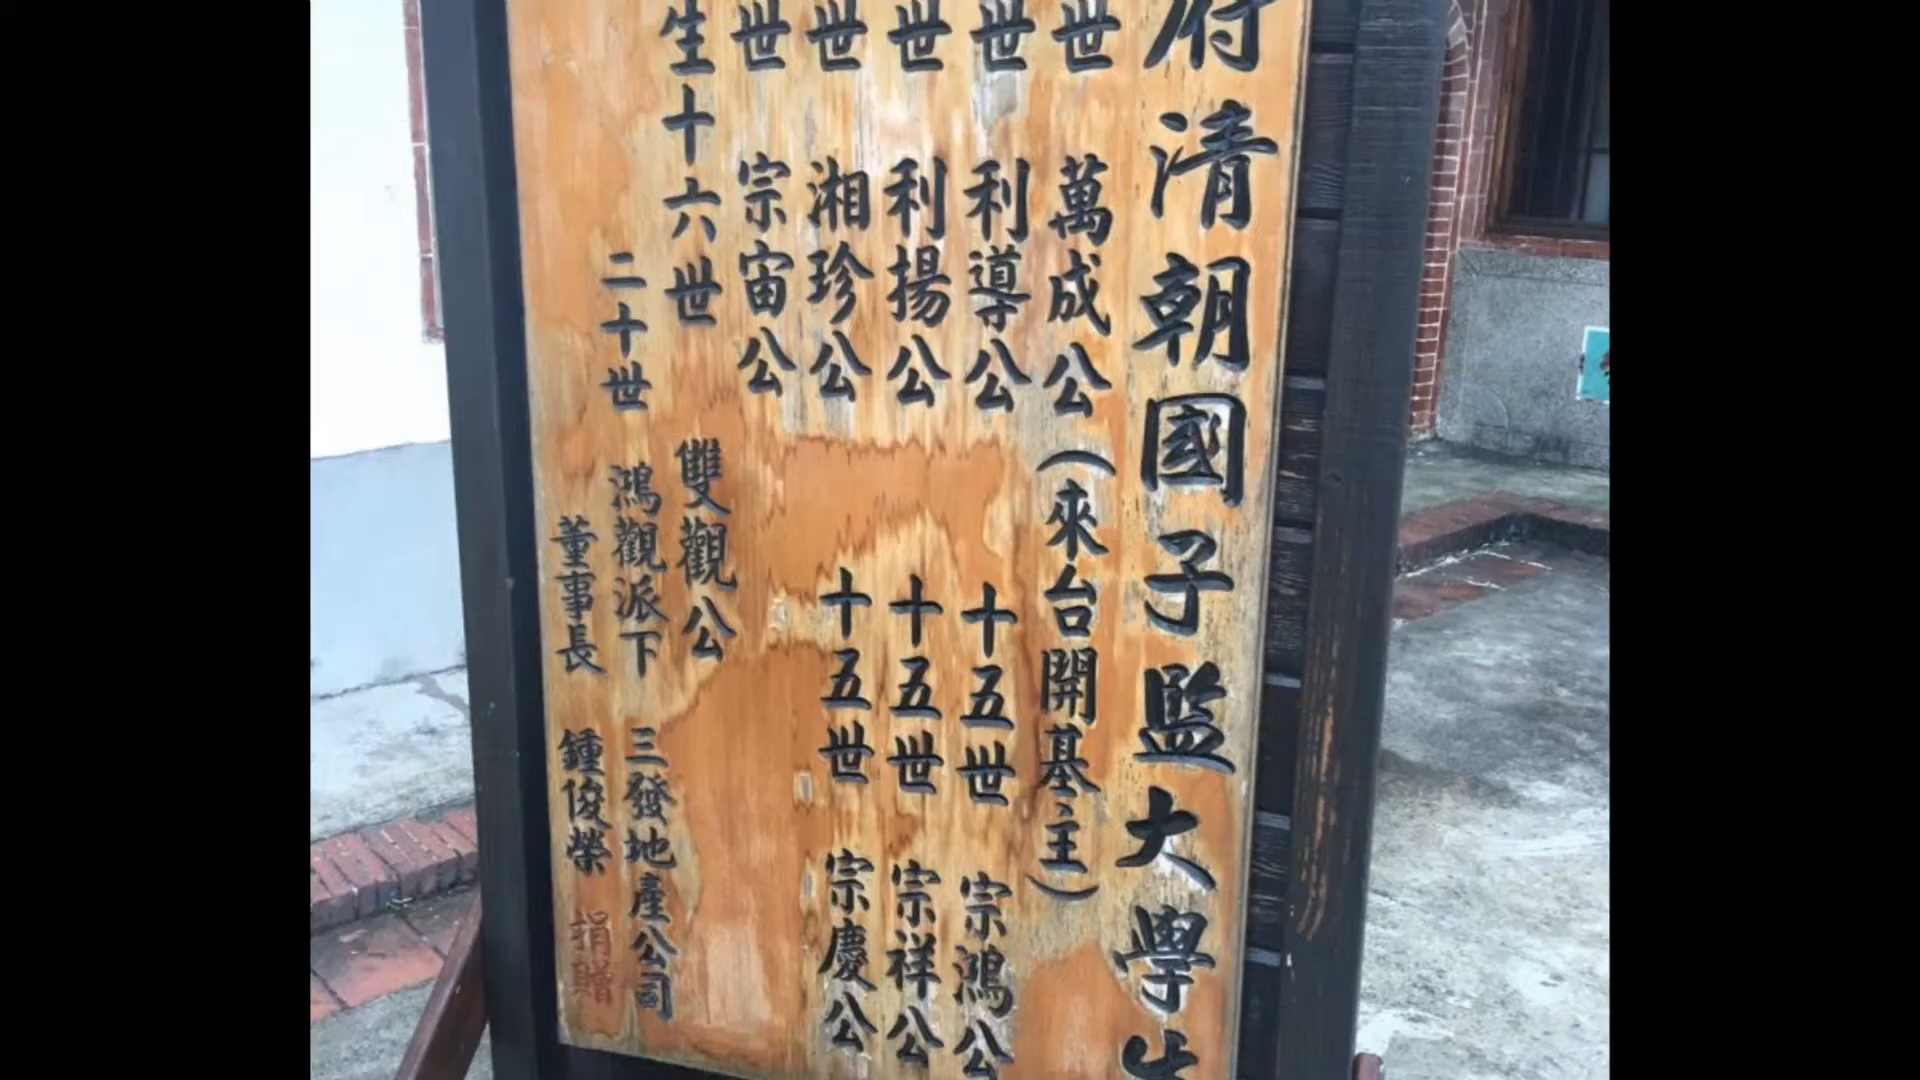 府清朝國子監大學生
世 萬成公(來台開基主)
世 利導公 十五世 宗鴻公
世 利揚公 十五世 宗祥公
世 湘珍公 十五世 宗慶公
世 宗宙公
生十六世 雙觀公
二十世 鴻觀派下 三發地產公司
董事長 鍾俊榮 捐贈